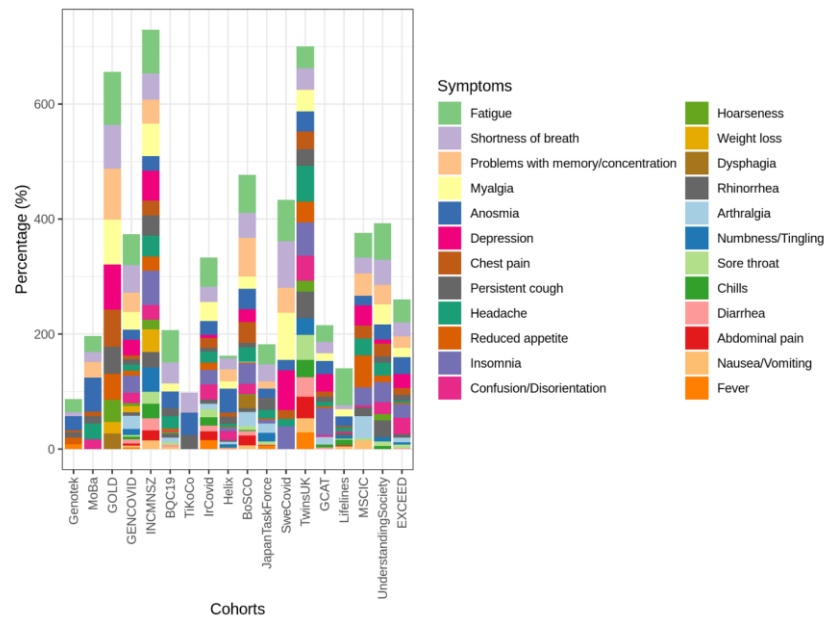 Symptoms
Fatigue
Shortness of breath
Problems with memory/concentration
Myalgia
Anosmia
Depression
Chest pain
Persistent cough
Headache
Reduced appetite
Insomnia
Confusion/Disorientation
Hoarseness
Weight loss
Dysphagia
Rhinorrhea
Arthralgia
Numbness/Tingling
Sore throat
Chills
Diarrhea
Abdominal pain
Nausea/Vomiting
Fever
Percentage (%)
600
400
200
0
Genotek
MoBa
GOLD
GENCOVID
INCMNSZ
BQC19
TiKoCo
IrCovid
Helix
BoSCO
JapanTaskForce
SweCovid
TwinsUK
GCAT
Lifelines
MSCIC
UnderstandingSociety
EXCEED
Cohorts